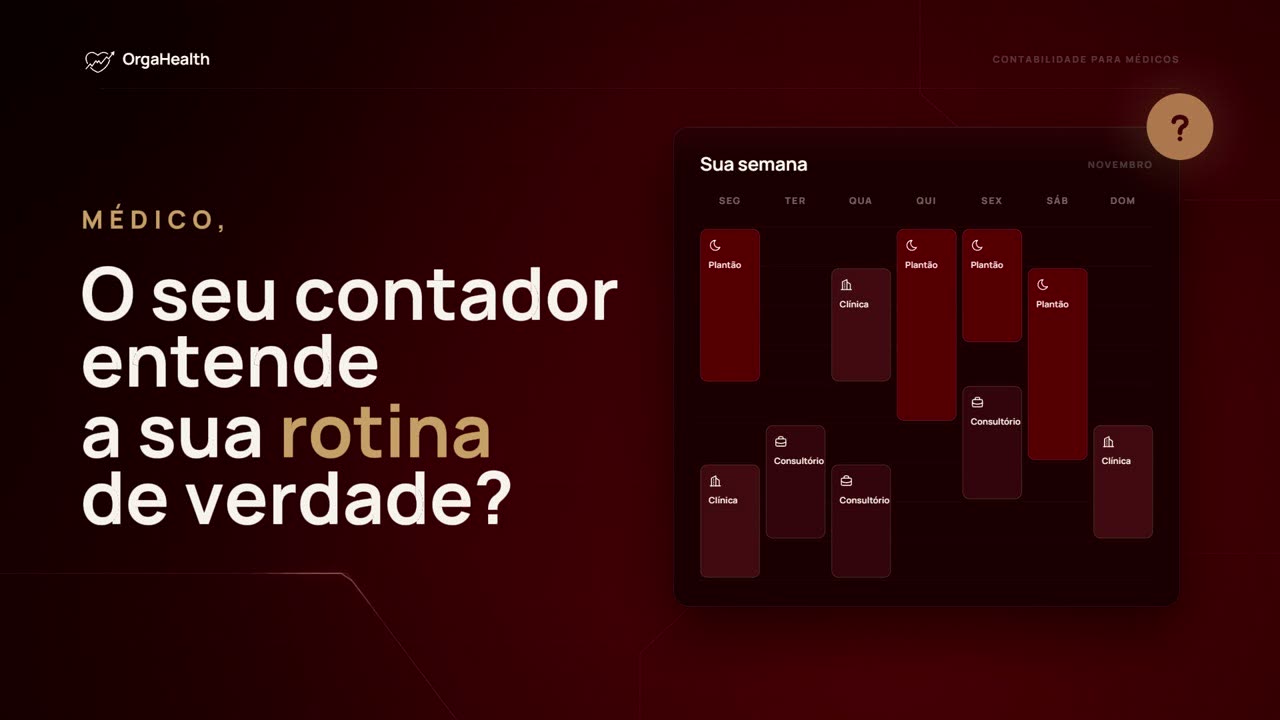 OrgaHealth
CONTABILIDADE PARA MÉDICOS
MÉDICO,
O seu contador
entende
a sua rotina
de verdade?
?
Sua semana
NOVEMBRO
SEG TER QUA QUI SEX SÁB DOM
Plantão
Plantão
Plantão
Clínica
Plantão
Consultório
Consultório
Clínica
Clínica
Consultório